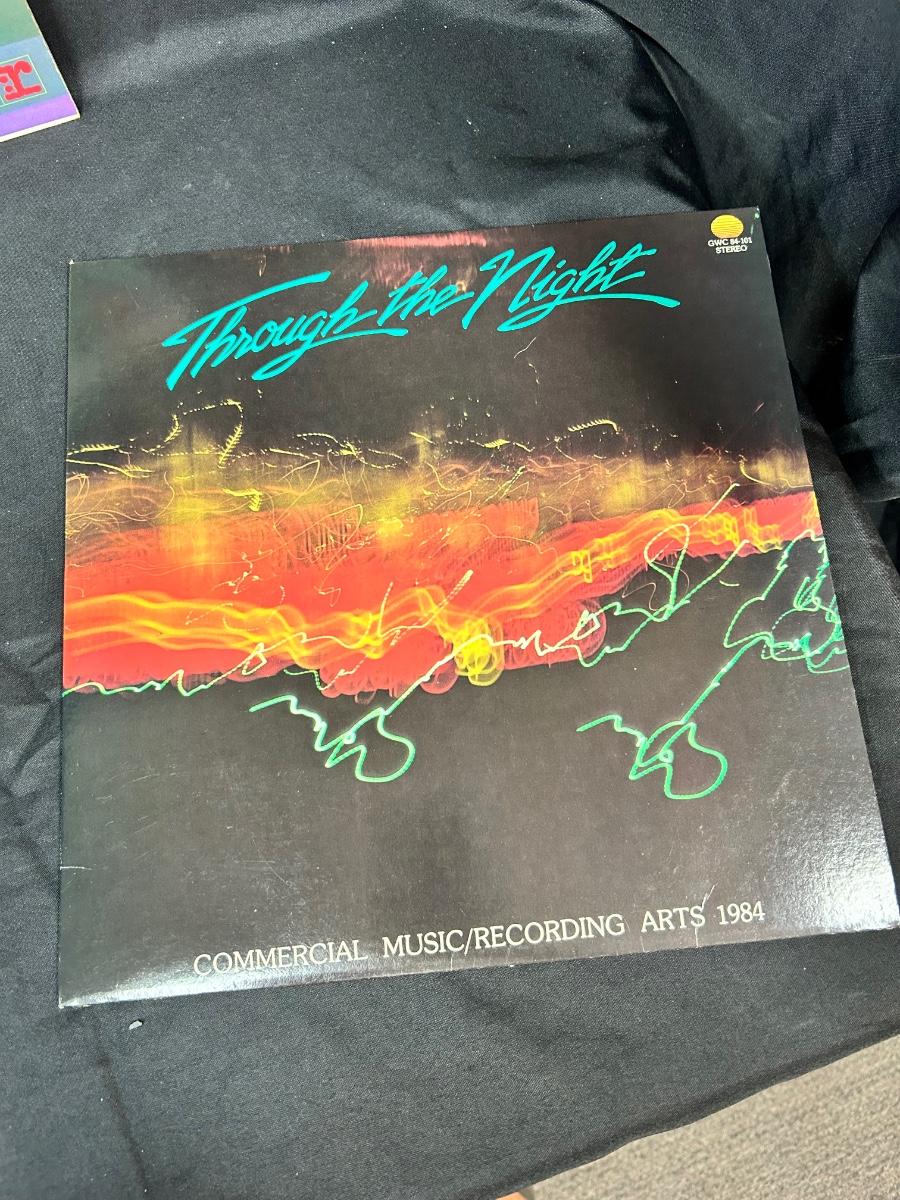 GWC 84-101
STEREO
Through the Night
COMMERCIAL MUSIC/RECORDING ARTS 1984